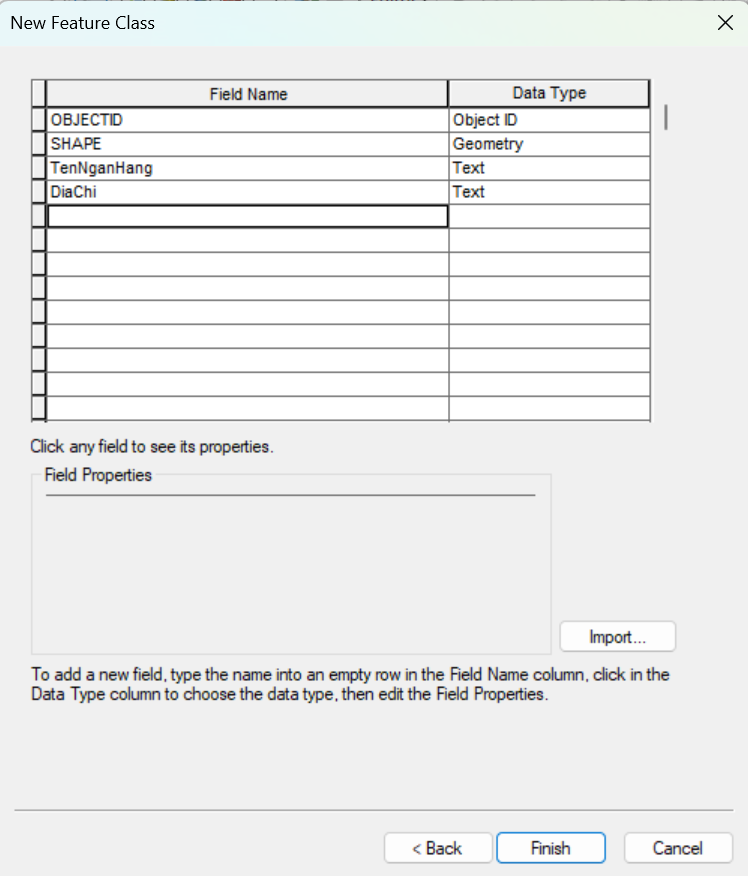 New Feature Class
Field Name Data Type
OBJECTID Object ID
SHAPE Geometry
TenNganHang Text
DiaChi Text
Click any field to see its properties.
Field Properties
Import...
To add a new field, type the name into an empty row in the Field Name column, click in the
Data Type column to choose the data type, then edit the Field Properties.
< Back Finish Cancel